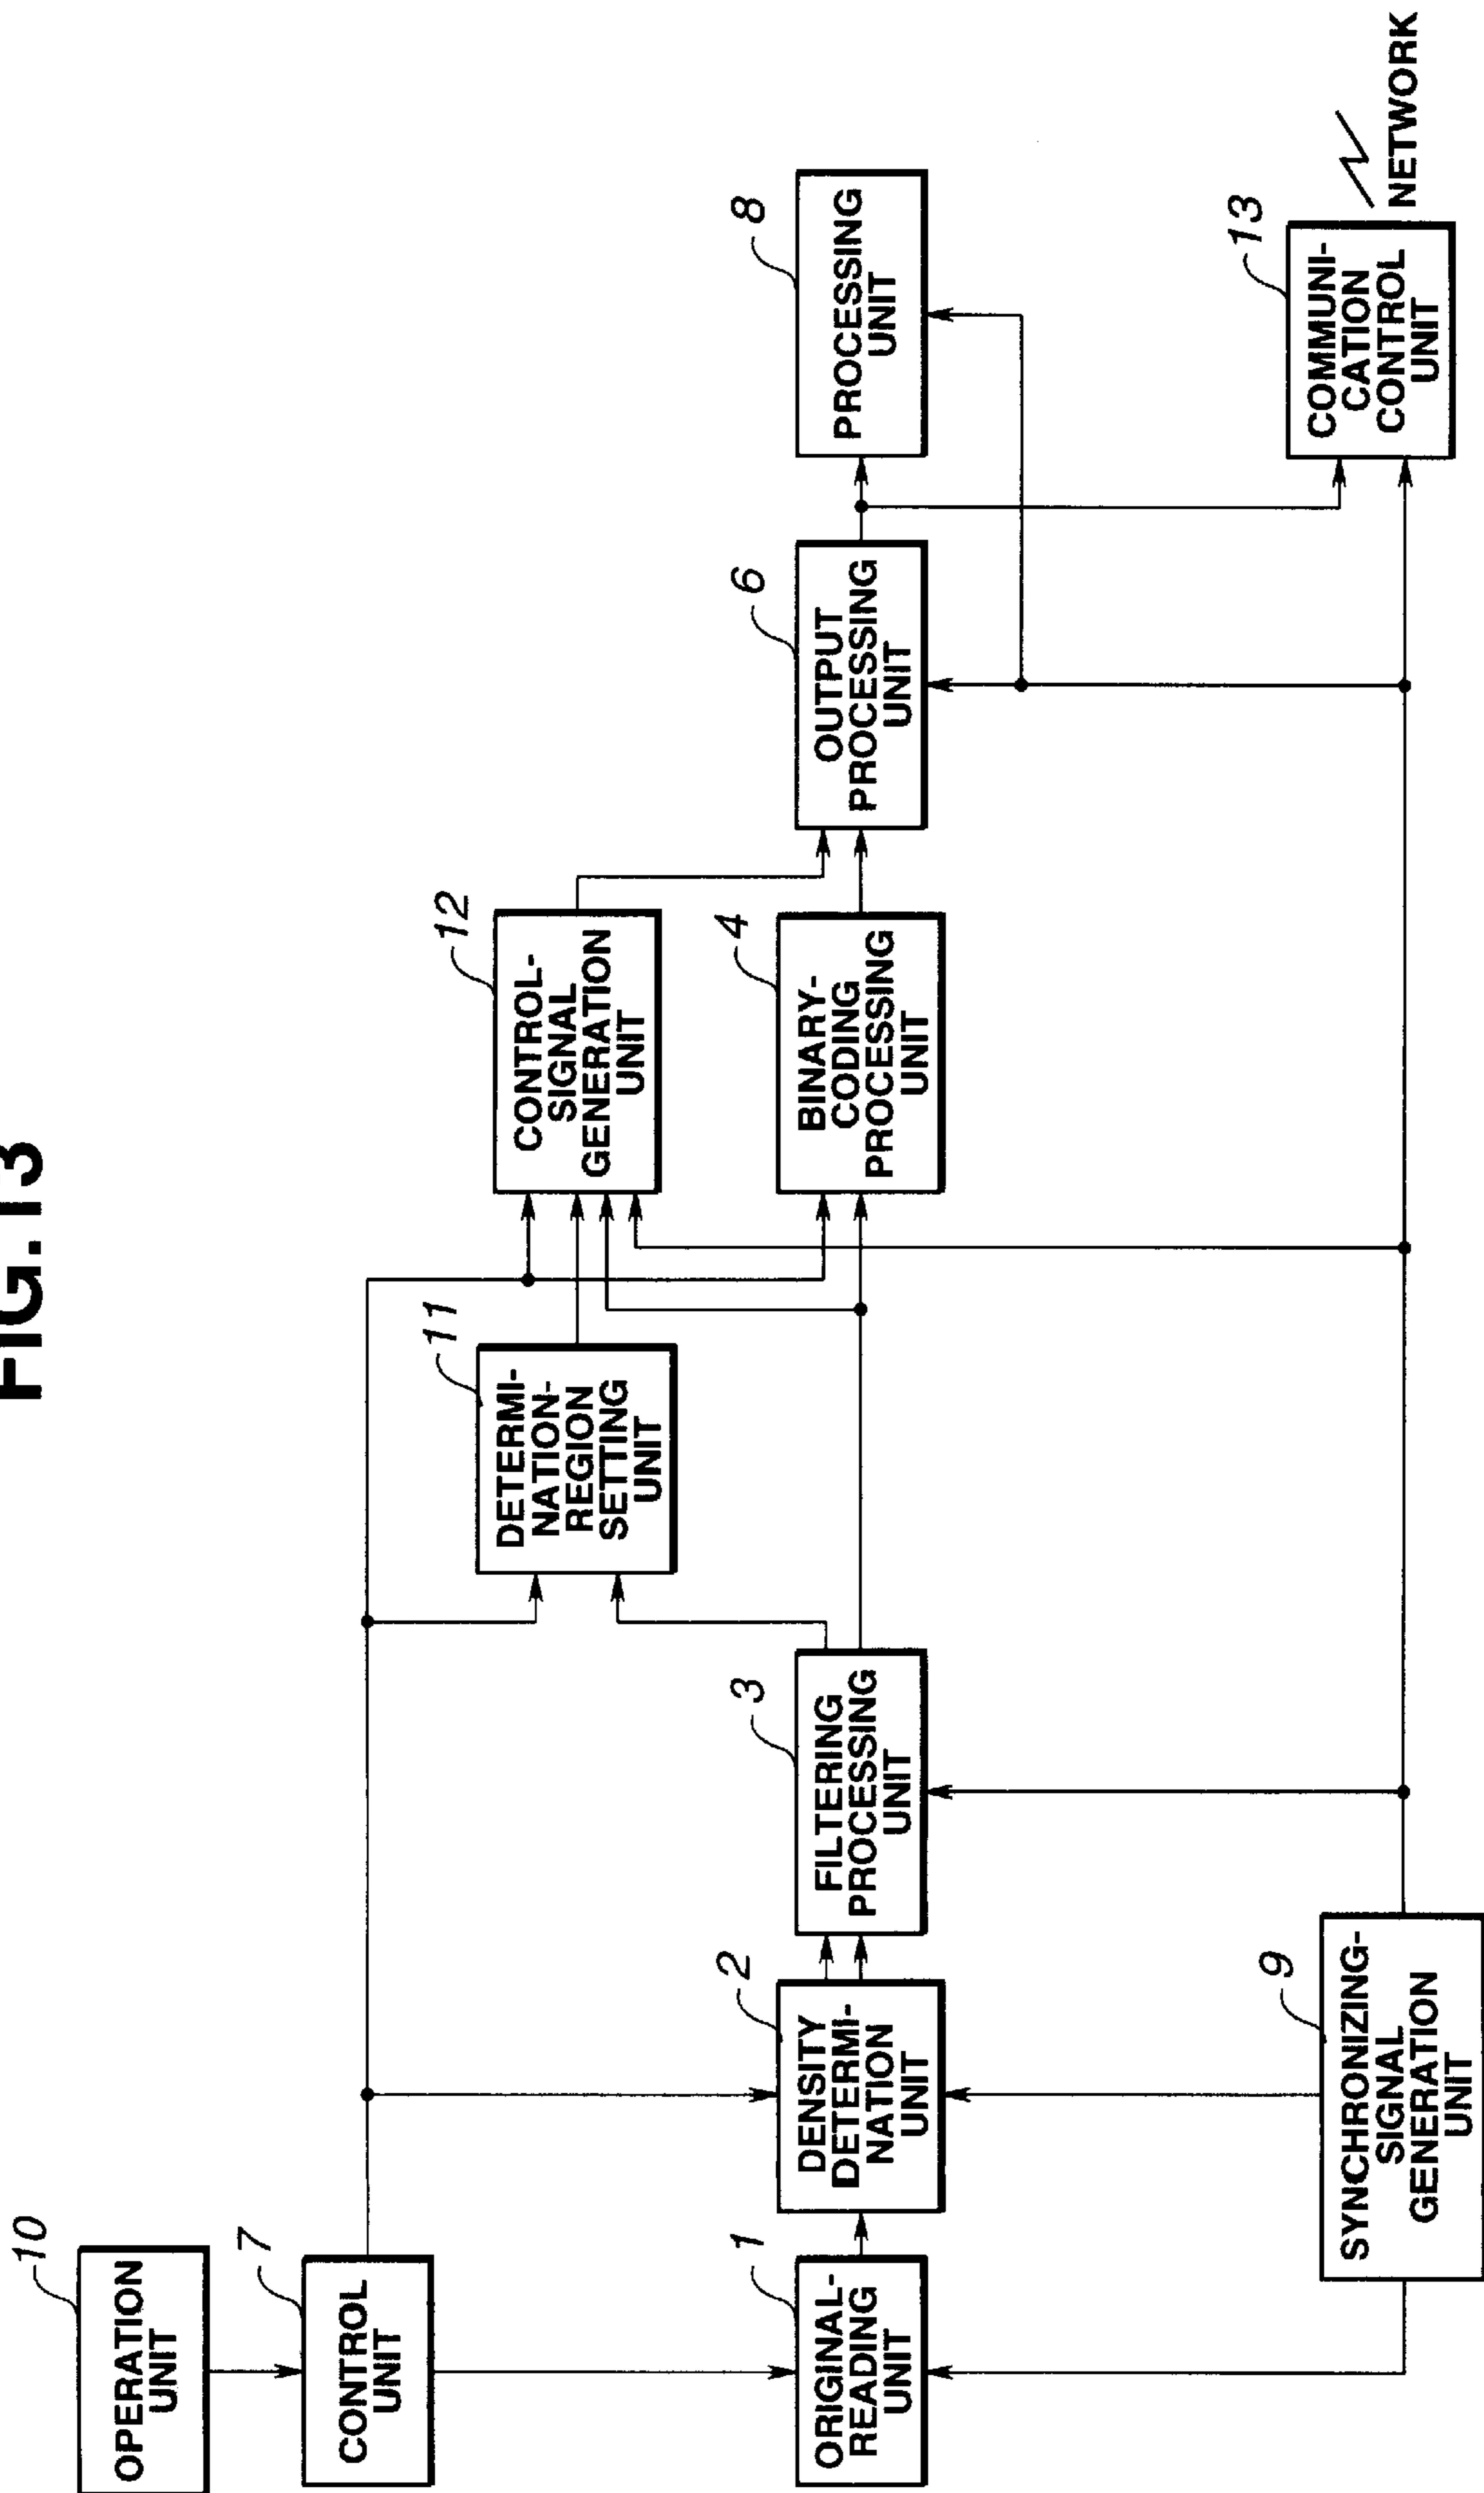 FIG.13
10
OPERATION
UNIT
7
CONTROL
UNIT
1
ORIGINAL-
READING
UNIT
2
DENSITY
DETERMI-
NATION
UNIT
3
FILTERING
PROCESSING
UNIT
11
DETERMI-
NATION-
REGION
SETTING
UNIT
12
CONTROL-
SIGNAL
GENERATION
UNIT
4
BINARY-
CODING
PROCESSING
UNIT
6
OUTPUT
PROCESSING
UNIT
8
PROCESSING
UNIT
9
SYNCHRONIZING-
SIGNAL
GENERATION
UNIT
13
COMMUNI-
CATION
CONTROL
UNIT
NETWORK